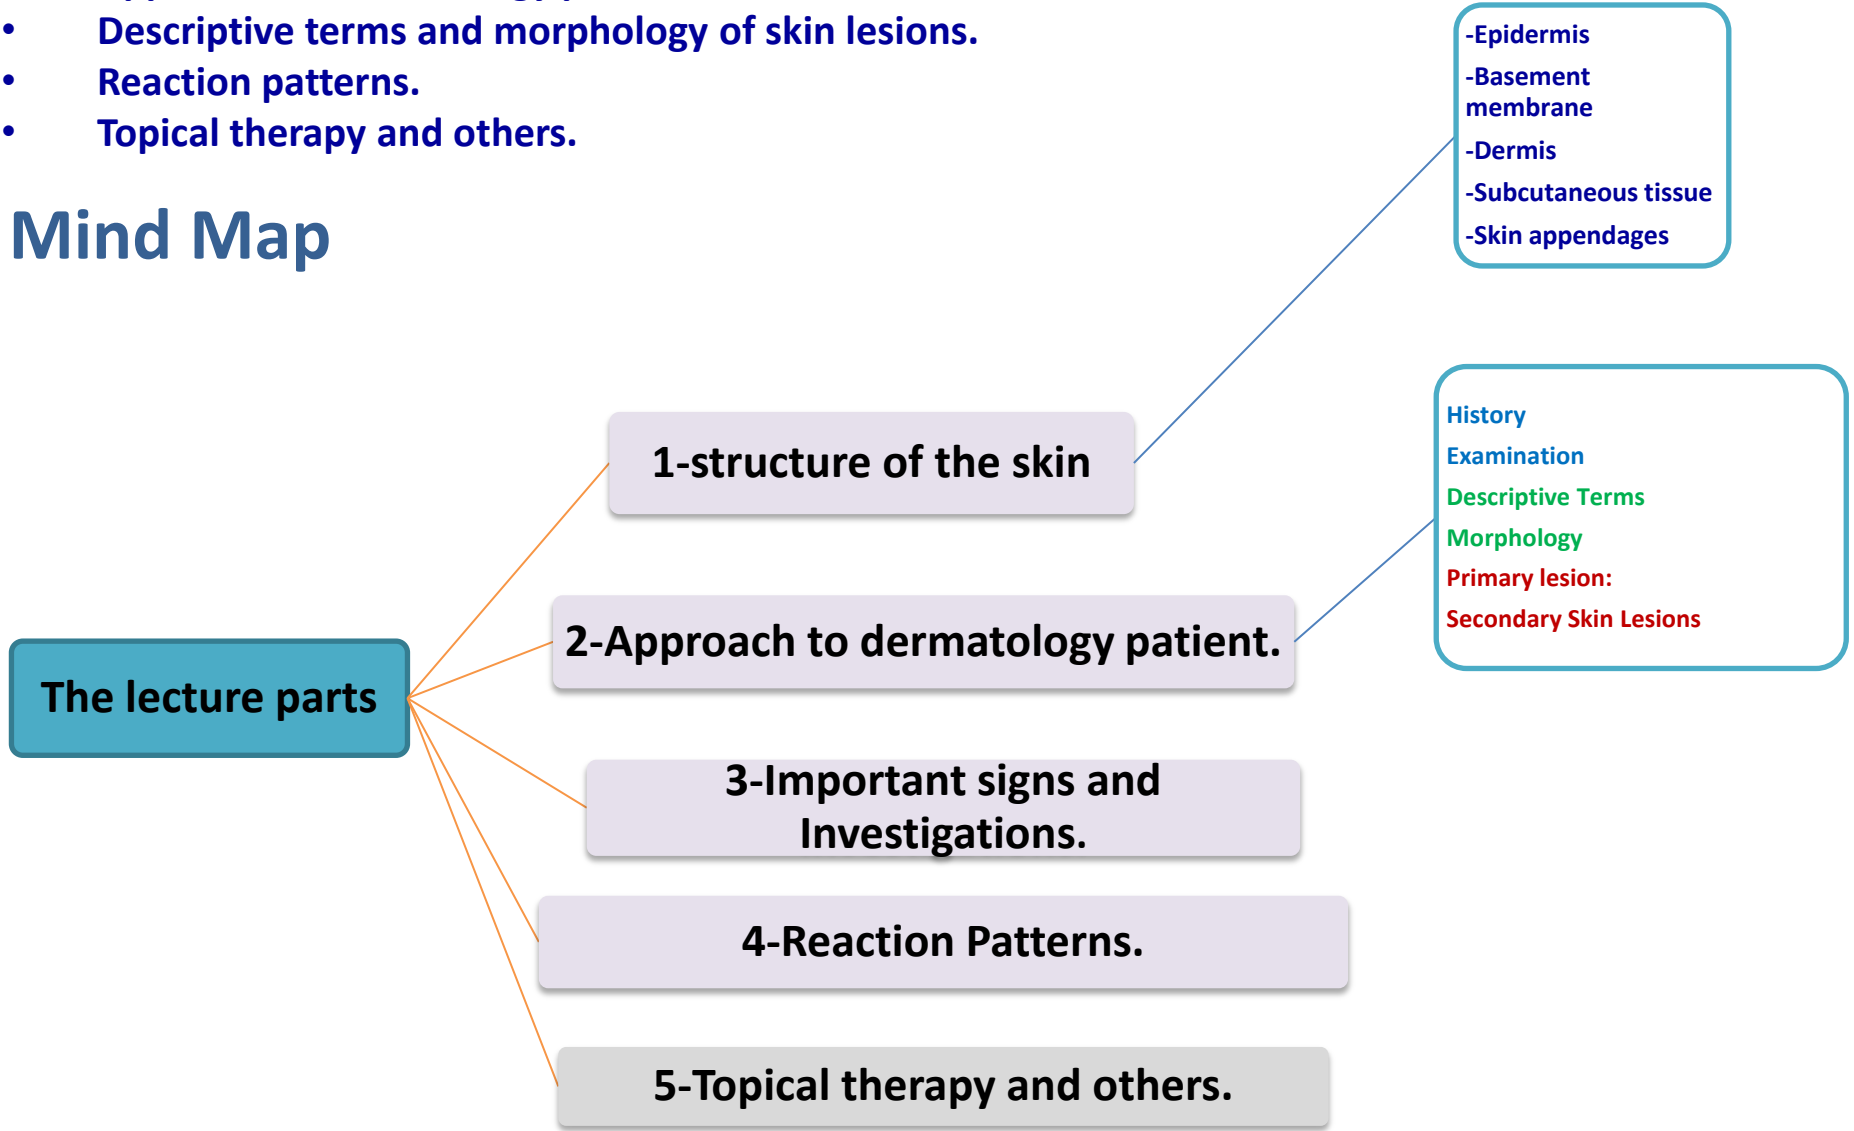 • Descriptive terms and morphology of skin lesions.
• Reaction patterns.
• Topical therapy and others.
Mind Map
-Epidermis
-Basement
membrane
-Dermis
-Subcutaneous tissue
-Skin appendages
History
Examination
Descriptive Terms
Morphology
Primary lesion:
Secondary Skin Lesions
The lecture parts
1-structure of the skin
2-Approach to dermatology patient.
3-Important signs and
Investigations.
4-Reaction Patterns.
5-Topical therapy and others.